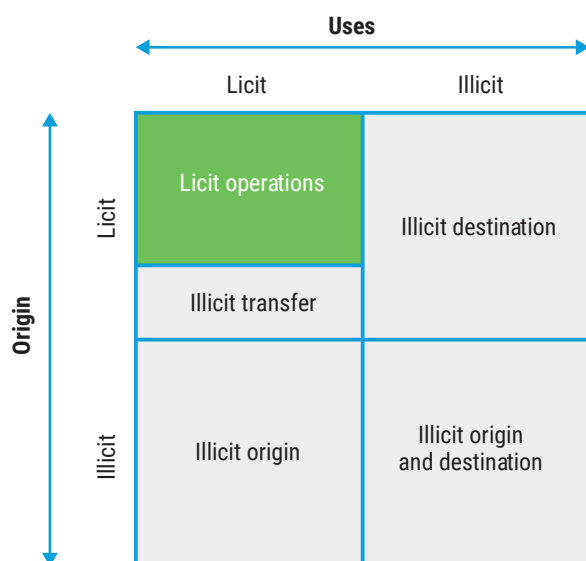 Uses
Licit
Illicit
Origin
Licit
Licit operations
Illicit destination
Illicit transfer
Illicit
Illicit origin
Illicit origin
and destination